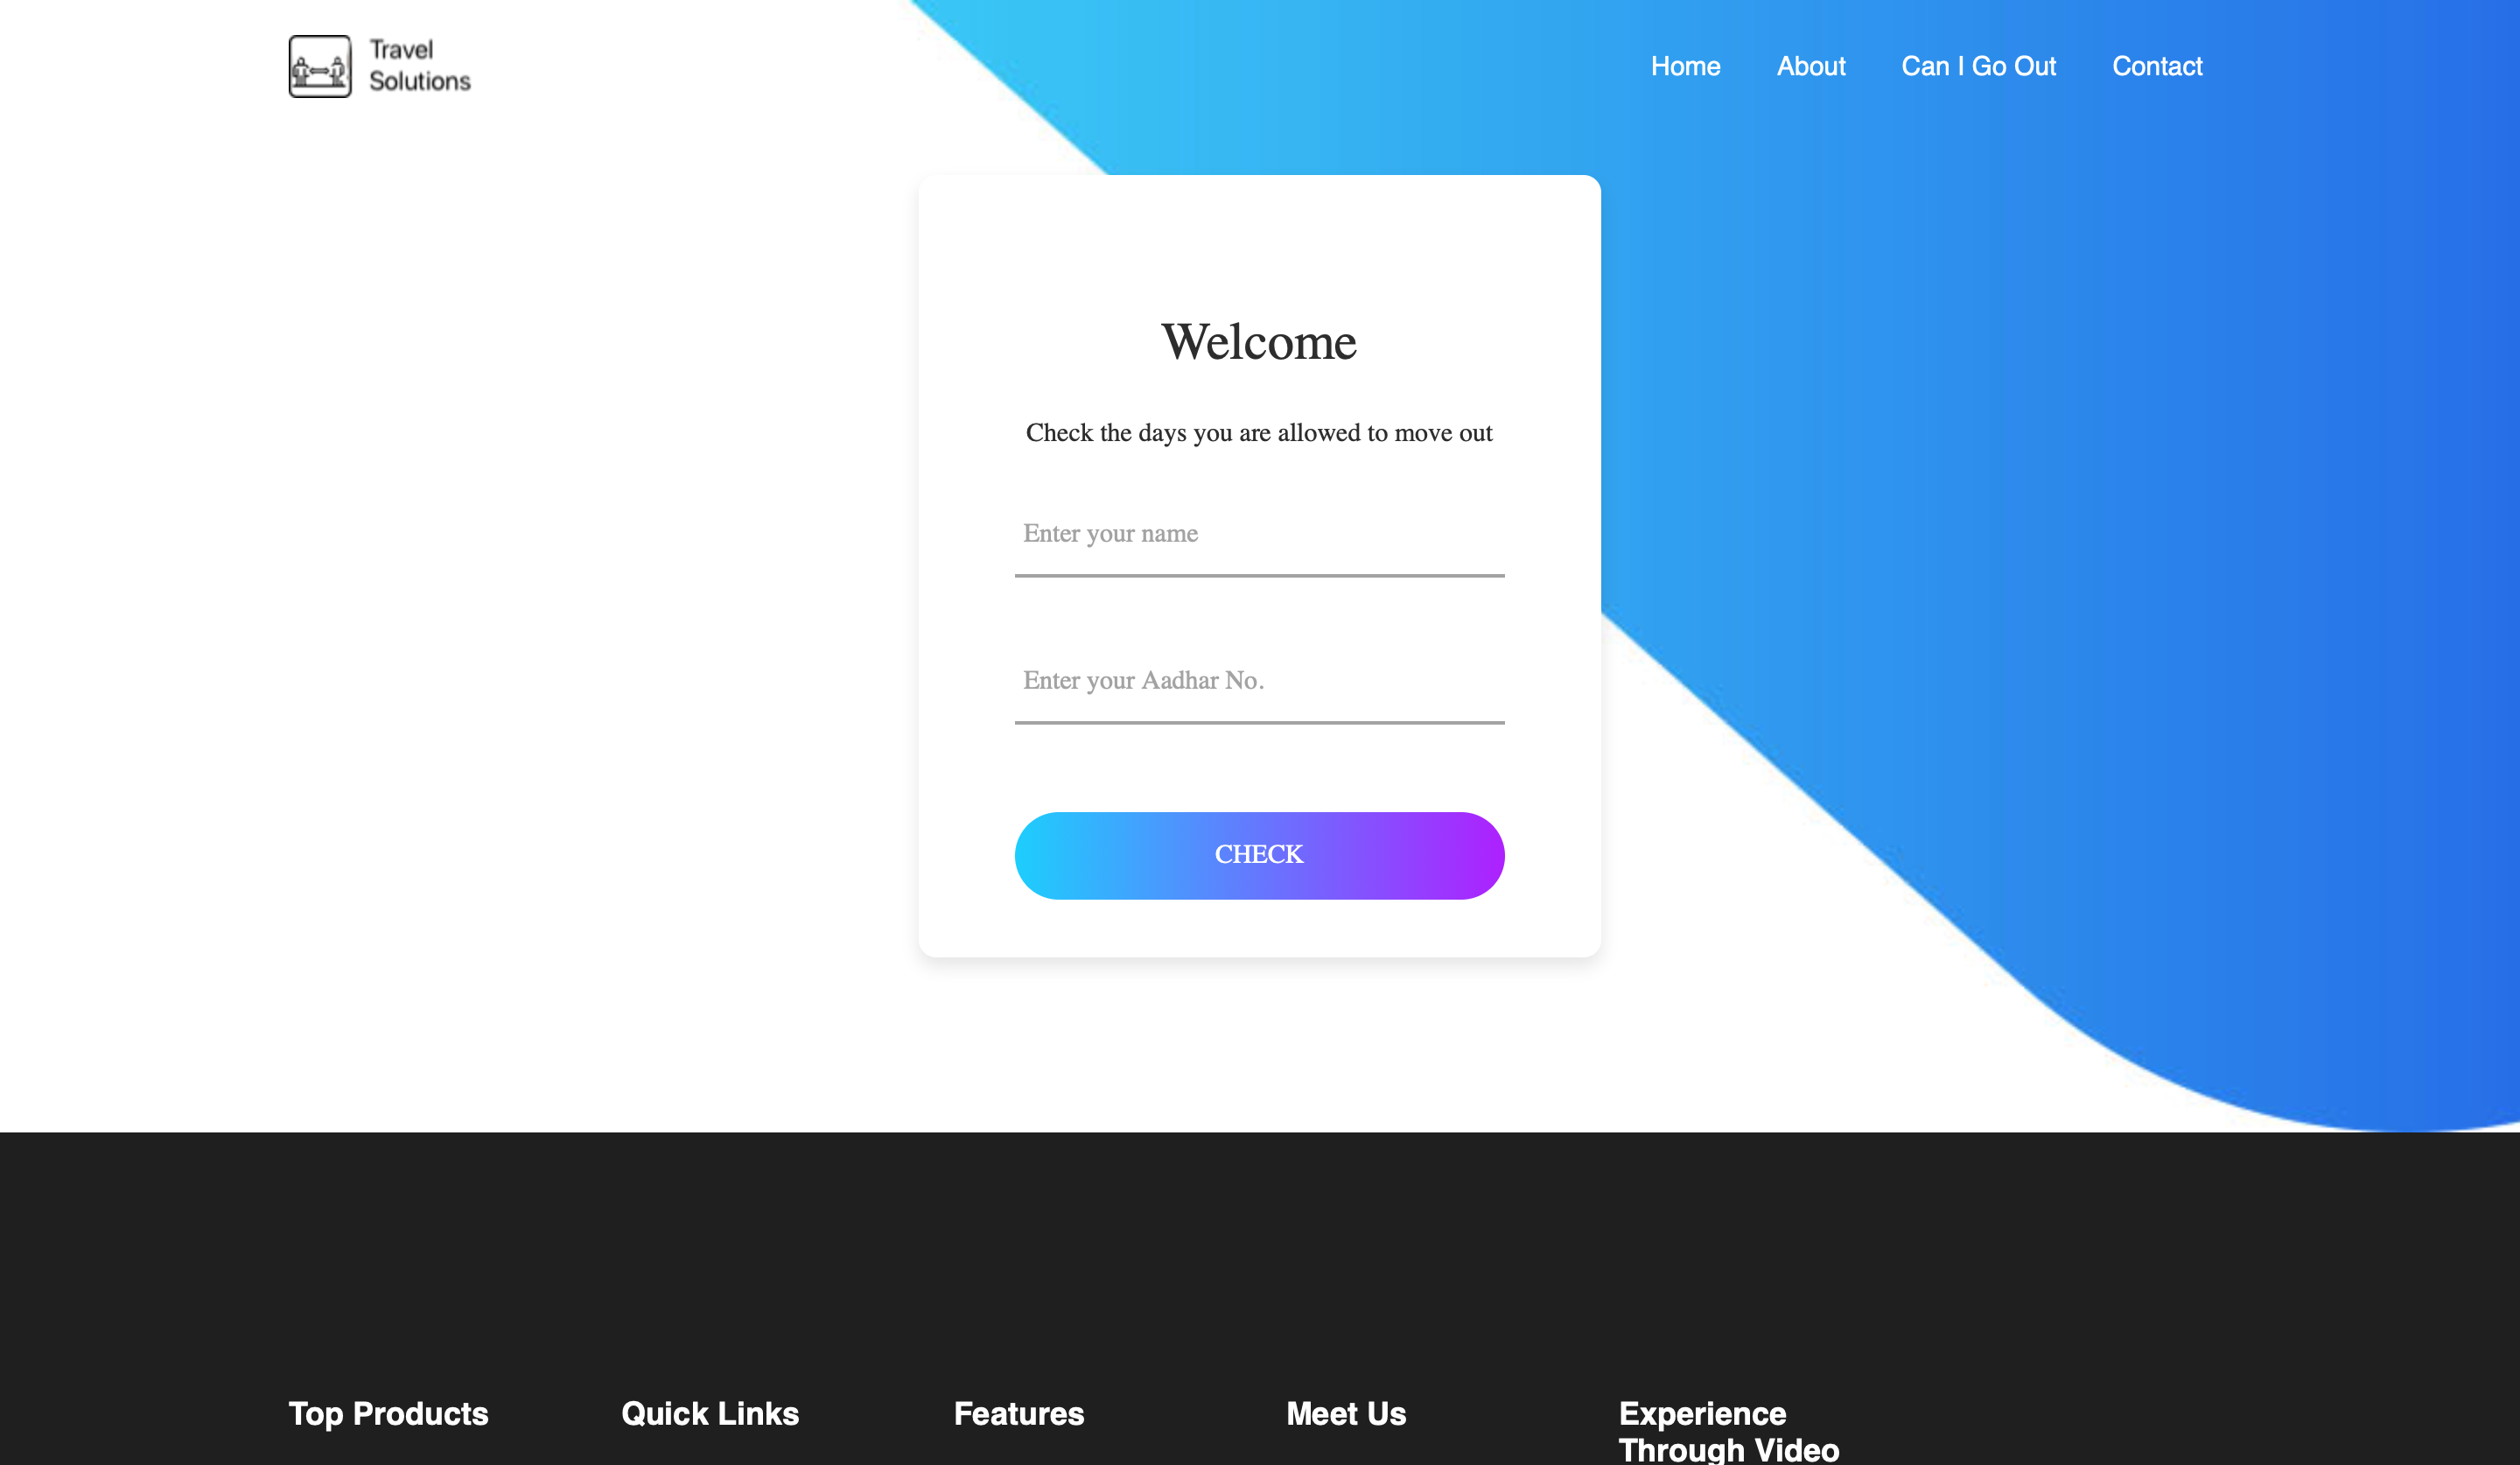 Travel
Solutions
Home
About
Can I Go Out
Contact
Welcome
Check the days you are allowed to move out
Enter your name
Enter your Aadhar No.
CHECK
Top Products
Quick Links
Features
Meet Us
Experience
Through Video